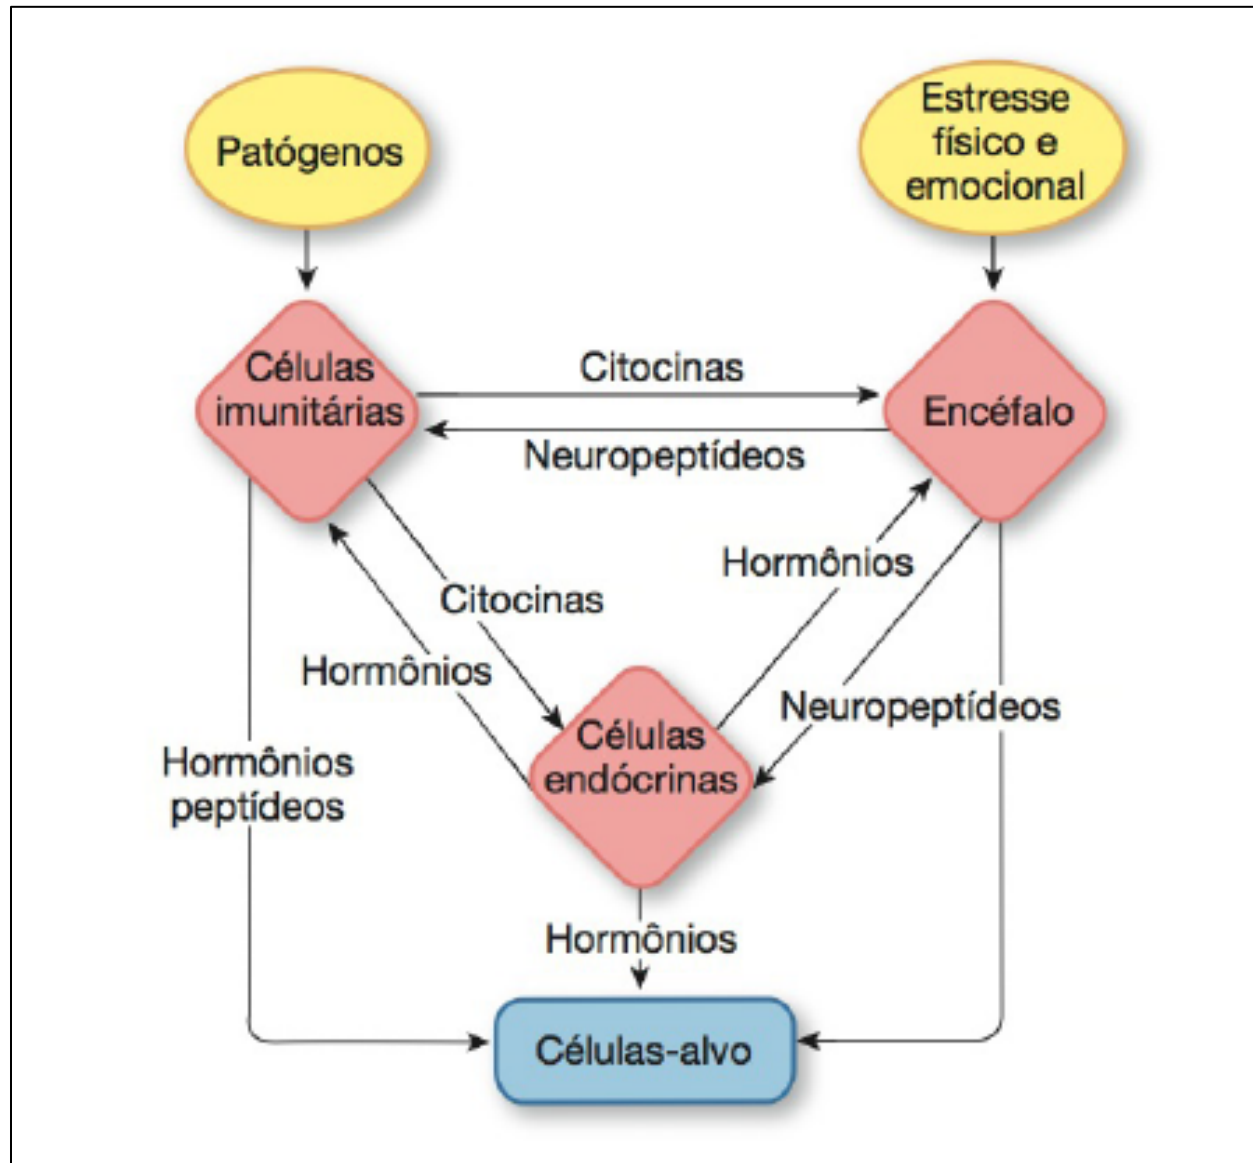 Patógenos
Estresse
físico e
emocional
Células
imunitárias
Citocinas
Encéfalo
Neuropeptídeos
Hormônios
Citocinas
Hormônios
Neuropeptídeos
Células
endócrinas
Hormônios
peptídeos
Hormônios
Células-alvo